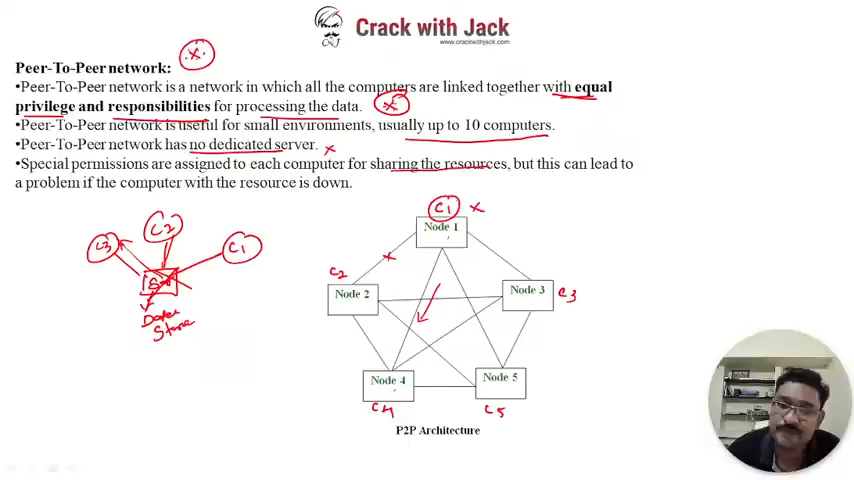 Crack with Jack
www.crackwithjack.com
CWJ
Peer-To-Peer network:
•Peer-To-Peer network is a network in which all the computers are linked together with equal
privilege and responsibilities for processing the data.
•Peer-To-Peer network is useful for small environments, usually up to 10 computers.
•Peer-To-Peer network has no dedicated server.
•Special permissions are assigned to each computer for sharing the resources, but this can lead to
a problem if the computer with the resource is down.
C1
Node 1
C2
C3
C1
C2
Node 2
Node 3
C3
Data
Store
Node 4
Node 5
C4
C5
P2P Architecture